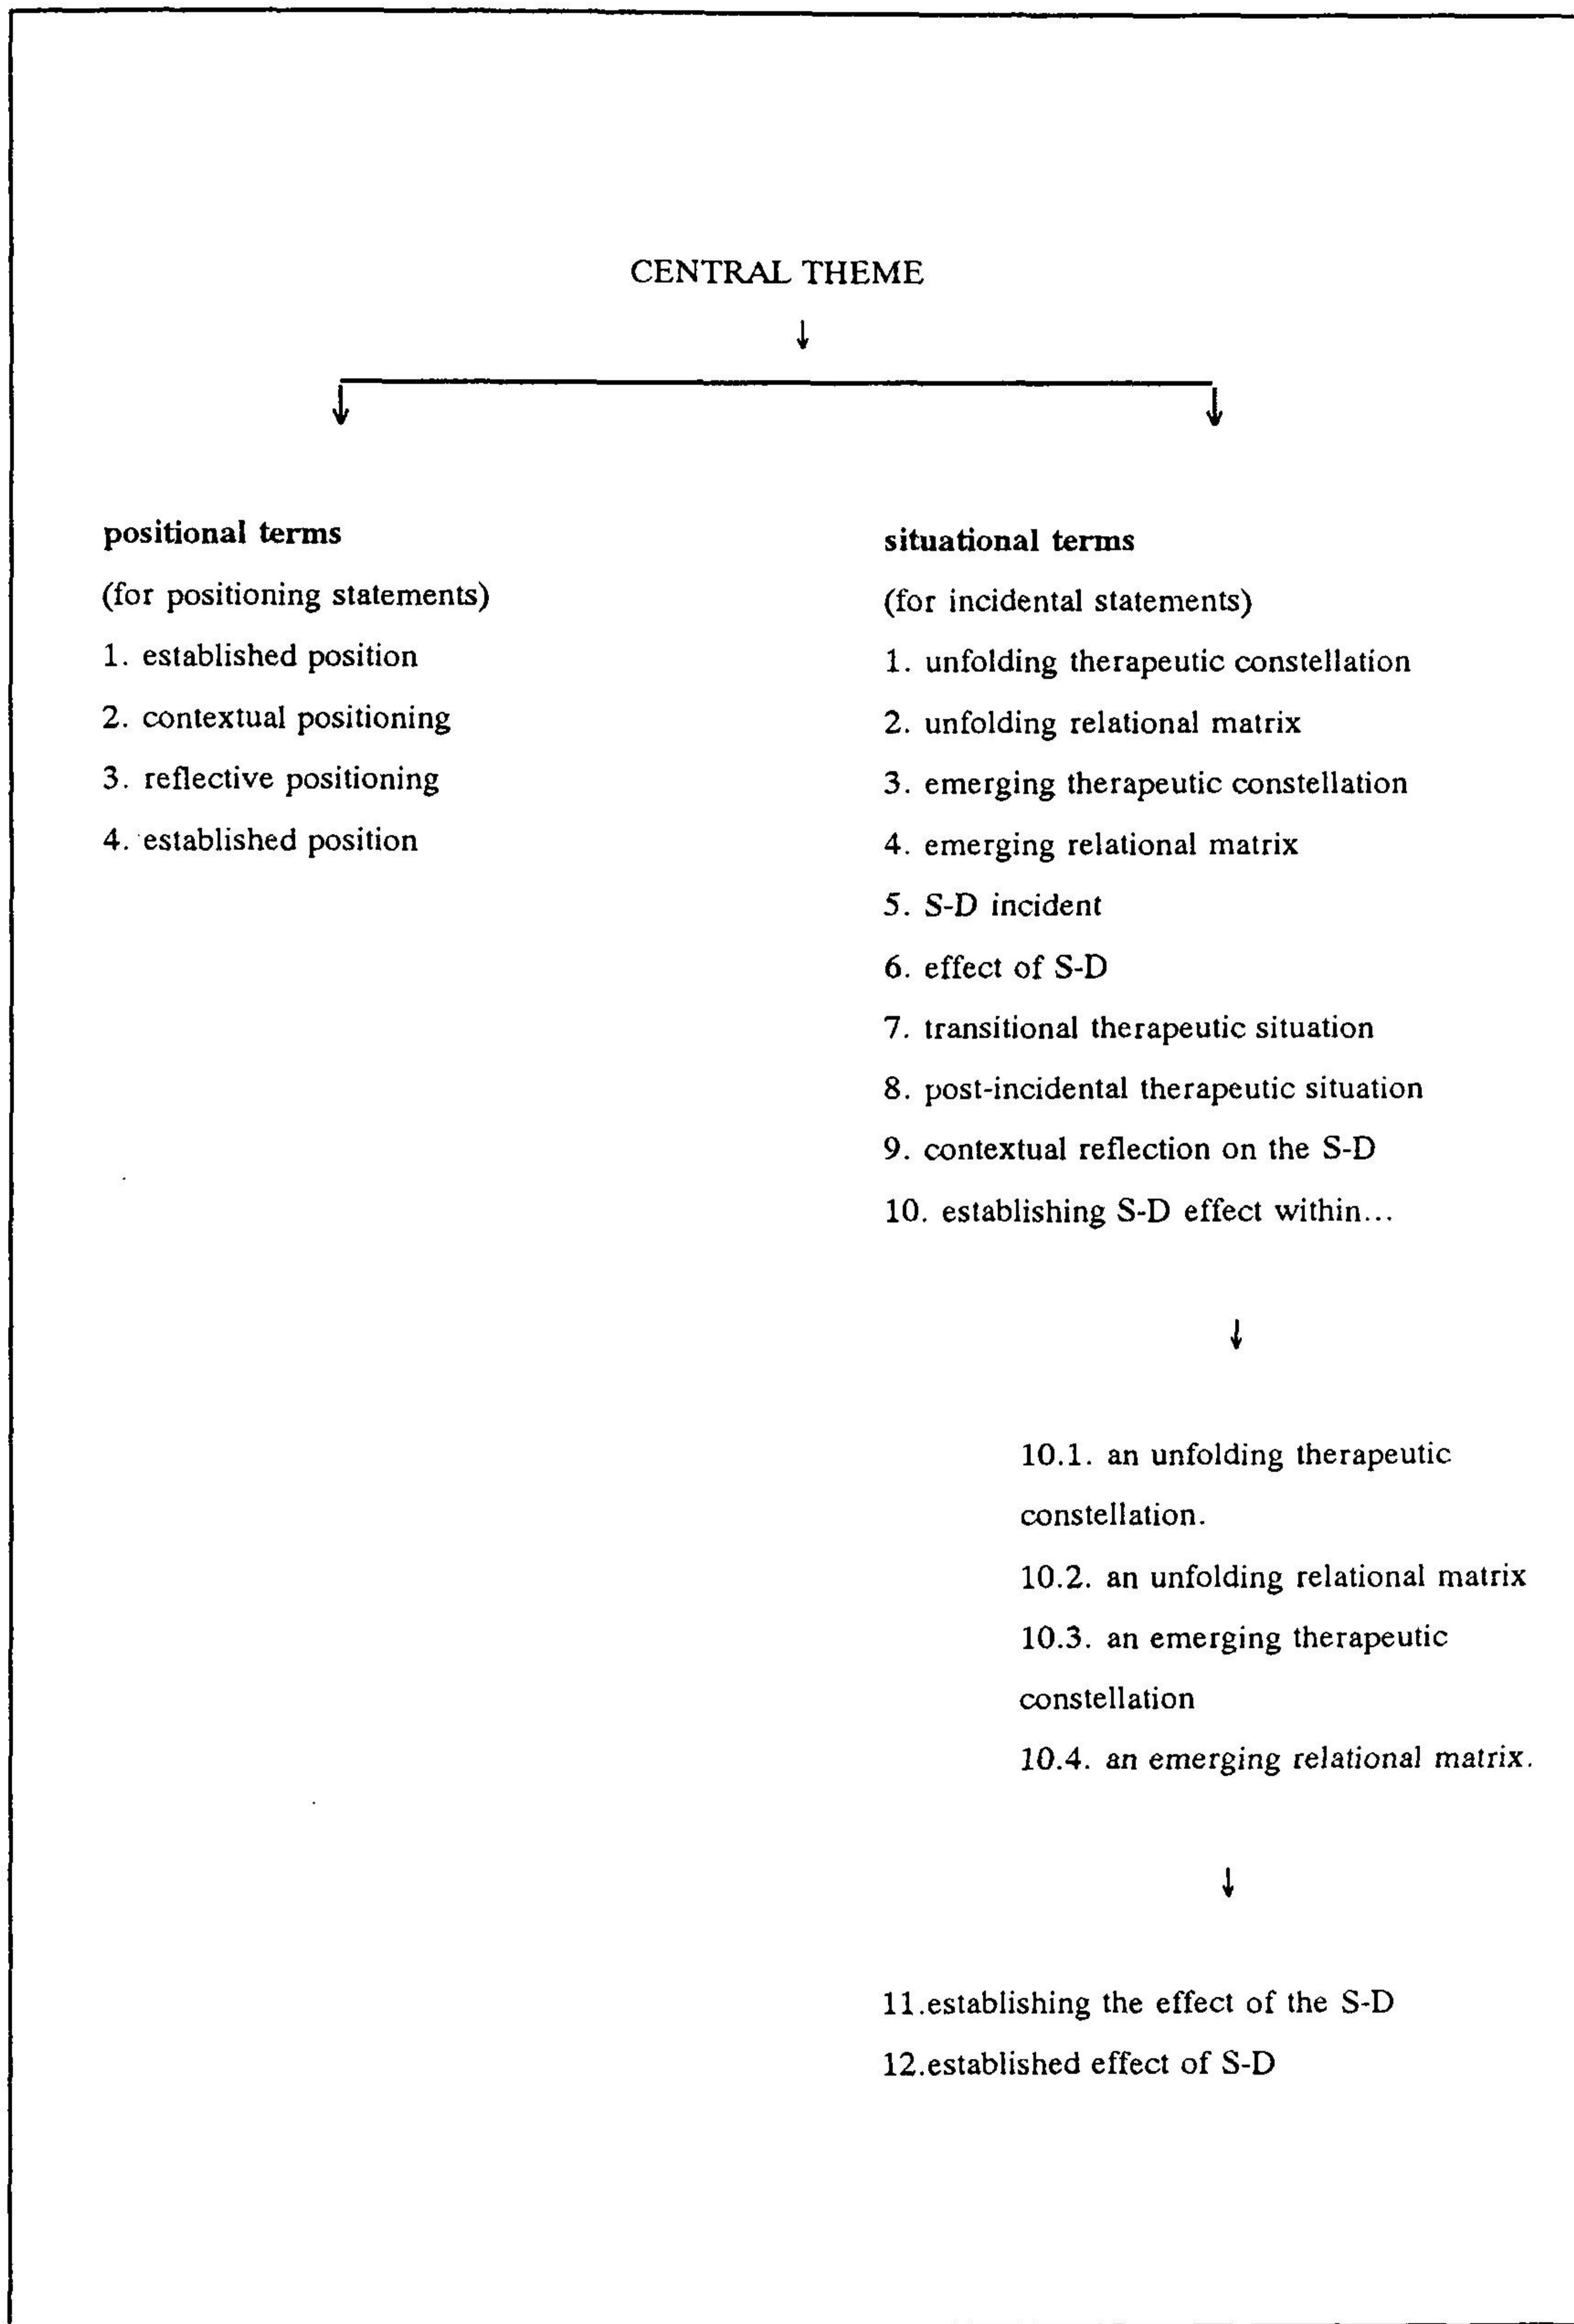 CENTRAL THEME
positional terms
(for positioning statements)
1. established position
2. contextual positioning
3. reflective positioning
4. established position
situational terms
(for incidental statements)
1. unfolding therapeutic constellation
2. unfolding relational matrix
3. emerging therapeutic constellation
4. emerging relational matrix
5. S-D incident
6. effect of S-D
7. transitional therapeutic situation
8. post-incidental therapeutic situation
9. contextual reflection on the S-D
10. establishing S-D effect within...
10.1. an unfolding therapeutic
constellation.
10.2. an unfolding relational matrix
10.3. an emerging therapeutic
constellation
10.4. an emerging relational matrix.
11.establishing the effect of the S-D
12.established effect of S-D